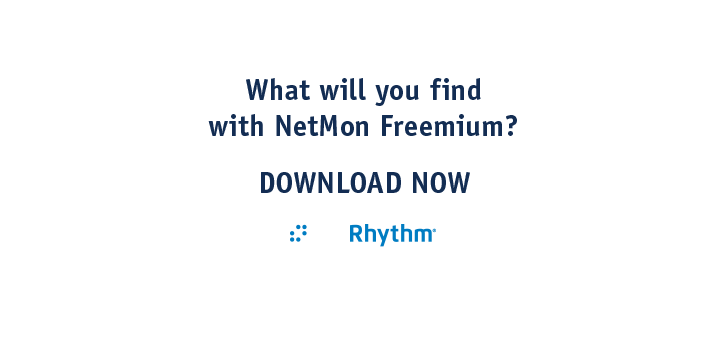 What will you find
with NetMon Freemium?
DOWNLOAD NOW
Rhythm®